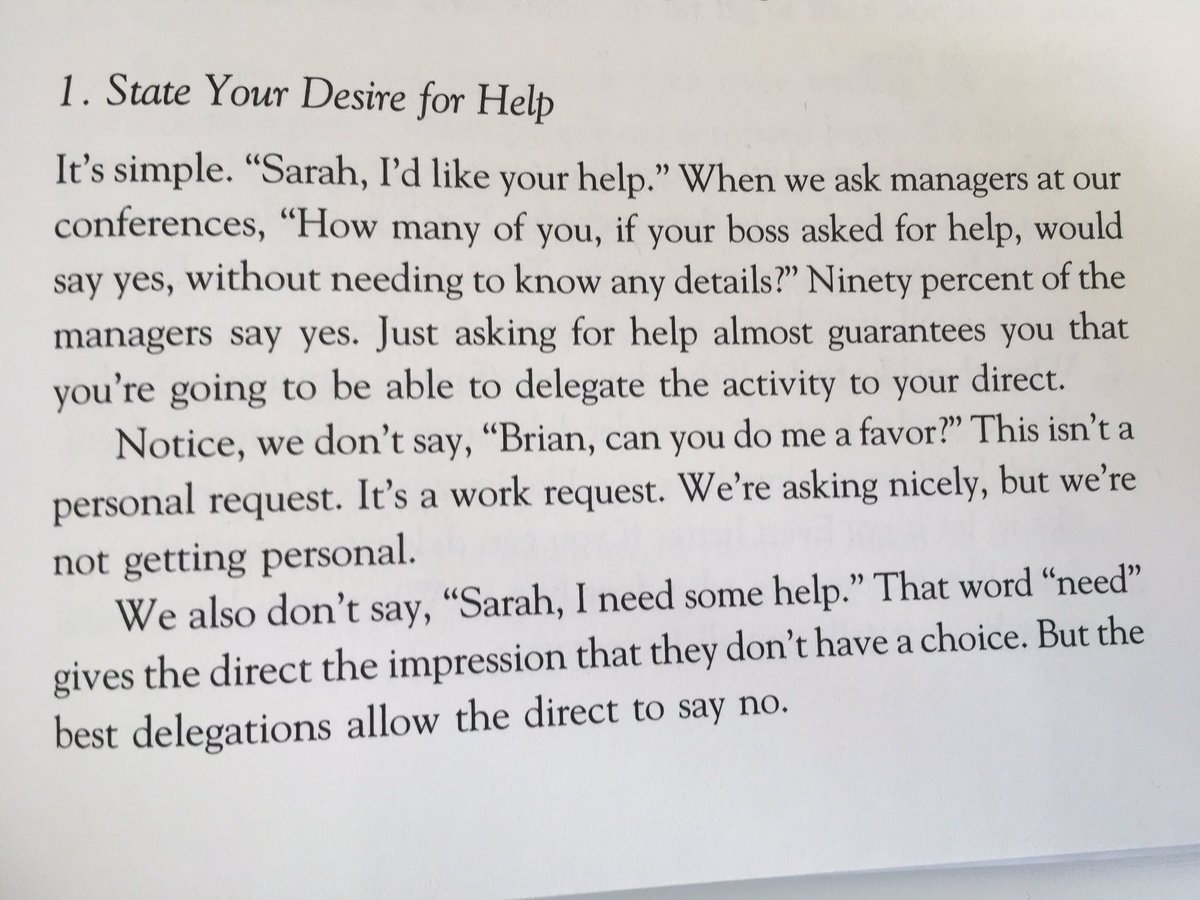 1. State Your Desire for Help
It’s simple. “Sarah, I’d like your help.” When we ask managers at our
conferences, “How many of you, if your boss asked for help, would
say yes, without needing to know any details?” Ninety percent of the
managers say yes. Just asking for help almost guarantees you that
you’re going to be able to delegate the activity to your direct.
Notice, we don’t say, “Brian, can you do me a favor?” This isn’t a
personal request. It’s a work request. We’re asking nicely, but we’re
not getting personal.
We also don’t say, “Sarah, I need some help.” That word “need”
gives the direct the impression that they don’t have a choice. But the
best delegations allow the direct to say no.